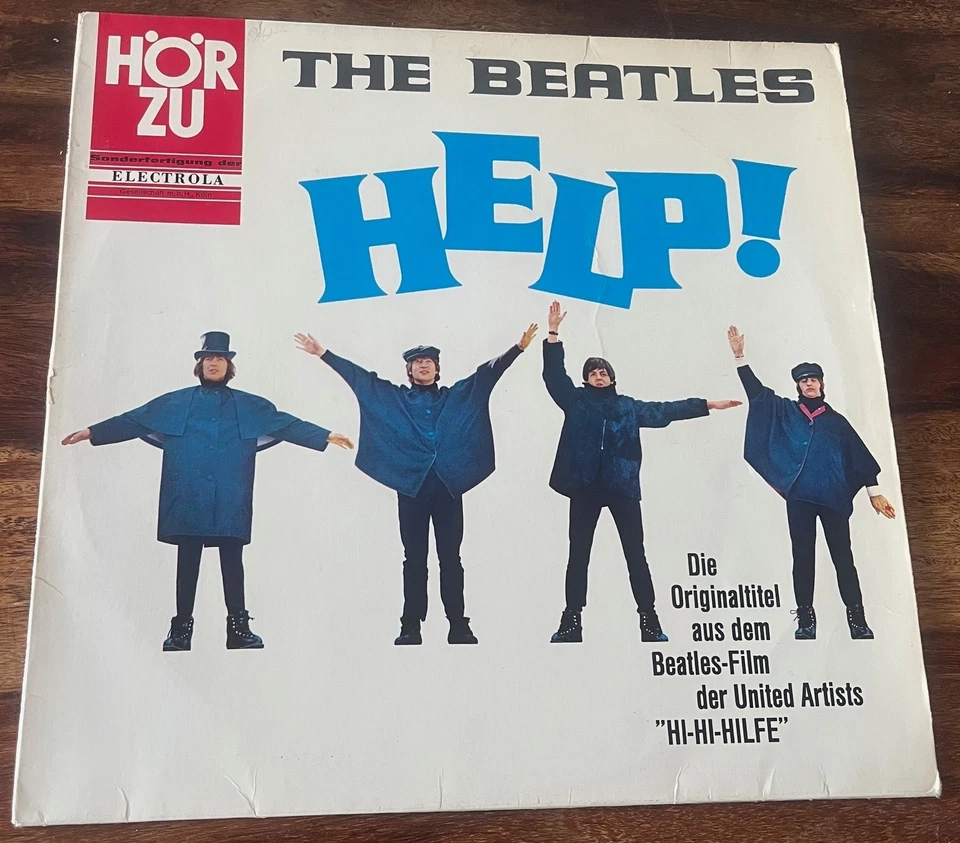 HÖR
ZU
Sonderfertigung der
ELECTROLA
Gesellschaft m.b.H., Köln
THE BEATLES
HELP!
Die
Originaltitel
aus dem
Beatles-Film
der United Artists
”HI-HI-HILFE”